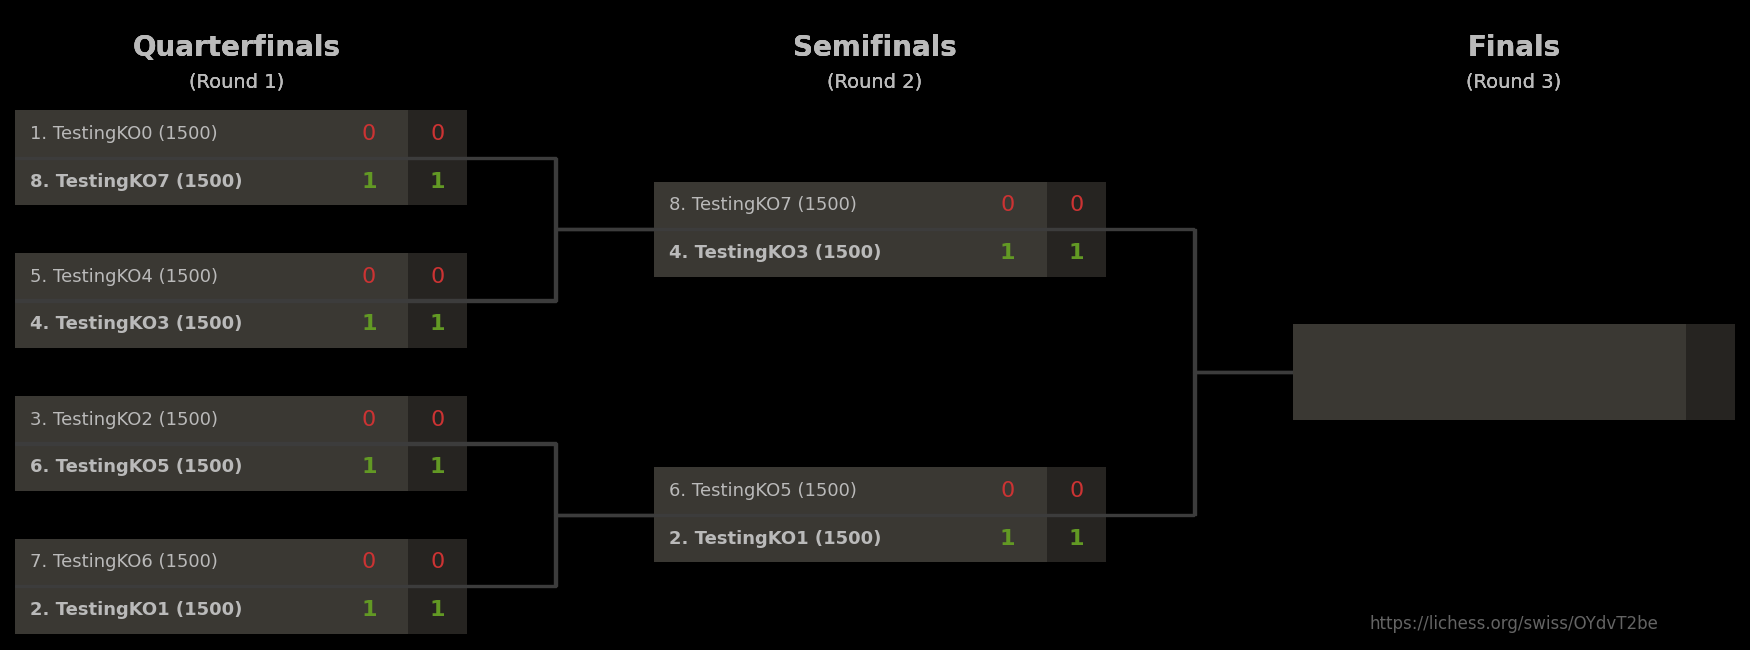 Quarterfinals
(Round 1)
1. TestingKO0 (1500) 0 0
8. TestingKO7 (1500) 1 1
5. TestingKO4 (1500) 0 0
4. TestingKO3 (1500) 1 1
3. TestingKO2 (1500) 0 0
6. TestingKO5 (1500) 1 1
7. TestingKO6 (1500) 0 0
2. TestingKO1 (1500) 1 1
Semifinals
(Round 2)
8. TestingKO7 (1500) 0 0
4. TestingKO3 (1500) 1 1
6. TestingKO5 (1500) 0 0
2. TestingKO1 (1500) 1 1
Finals
(Round 3)
https://lichess.org/swiss/OYdvT2be